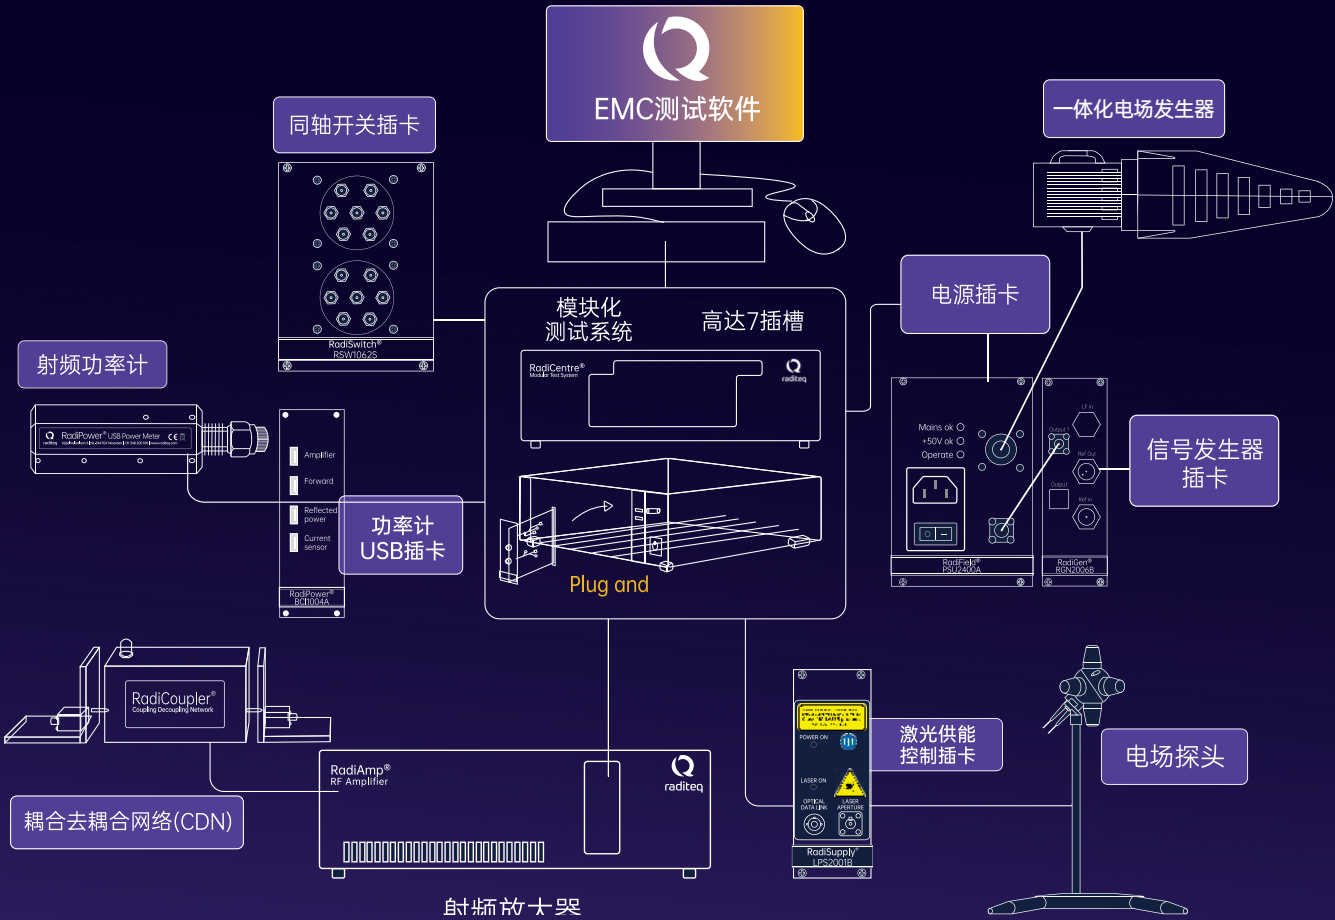 EMC测试软件
同轴开关插卡
一体化电场发生器
RadiSwitch®
RSW1062S
模块化
测试系统
高达7插槽
电源插卡
RadiCentre®
Modular Test System
raditeq
射频功率计
raditeq
RadiPower® USB Power Meter CE
Amplifier
Forward
Reflected
power
Current
sensor
RadiPower®
BCI1004A
功率计
USB插卡
Plug and
Mains ok
+50V ok
Operate
RadiField®
PSU2400A
LF in
Output 1
Ref Out
Output
Ref in
RadiGen®
RGN2006B
信号发生器
插卡
RadiCoupler®
Coupling Decoupling Network
耦合去耦合网络(CDN)
RadiAmp®
RF Amplifier
raditeq
射频放大器
POWER ON
LASER ON
OPTICAL
DATA LINK
LASER
APERTURE
RadiSupply®
LPS2001B
激光供能
控制插卡
电场探头